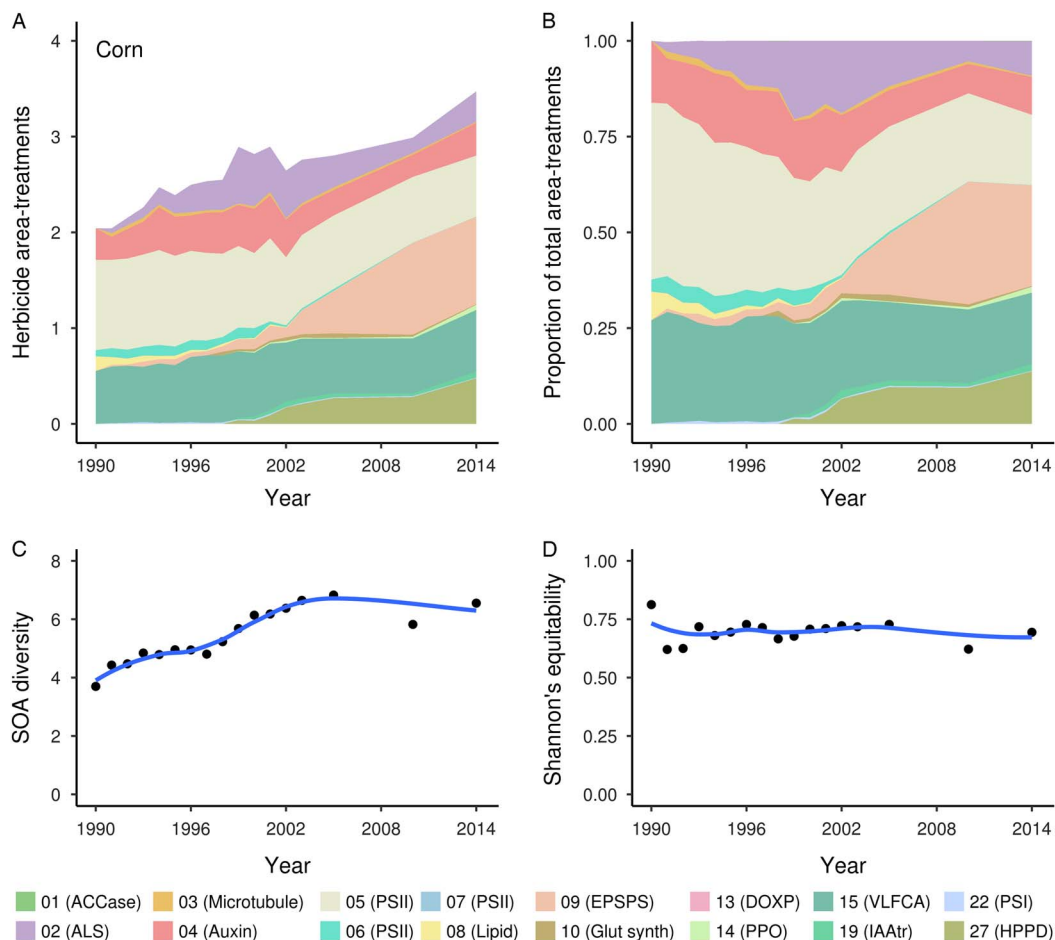 A
B
Corn
Herbicide area-treatments
4
3
2
1
0
1990 1996 2002 2008 2014
Year
Proportion of total area-treatments
1.00
0.75
0.50
0.25
0.00
1990 1996 2002 2008 2014
Year
C
D
SOA diversity
8
6
4
2
0
1990 1996 2002 2008 2014
Year
Shannon's equitability
1.00
0.75
0.50
0.25
0.00
1990 1996 2002 2008 2014
Year
01 (ACCase) 03 (Microtubule) 05 (PSII) 07 (PSII) 09 (EPSPS) 13 (DOXP) 15 (VLFCA) 22 (PSI)
02 (ALS) 04 (Auxin) 06 (PSII) 08 (Lipid) 10 (Glut synth) 14 (PPO) 19 (IAAtr) 27 (HPPD)